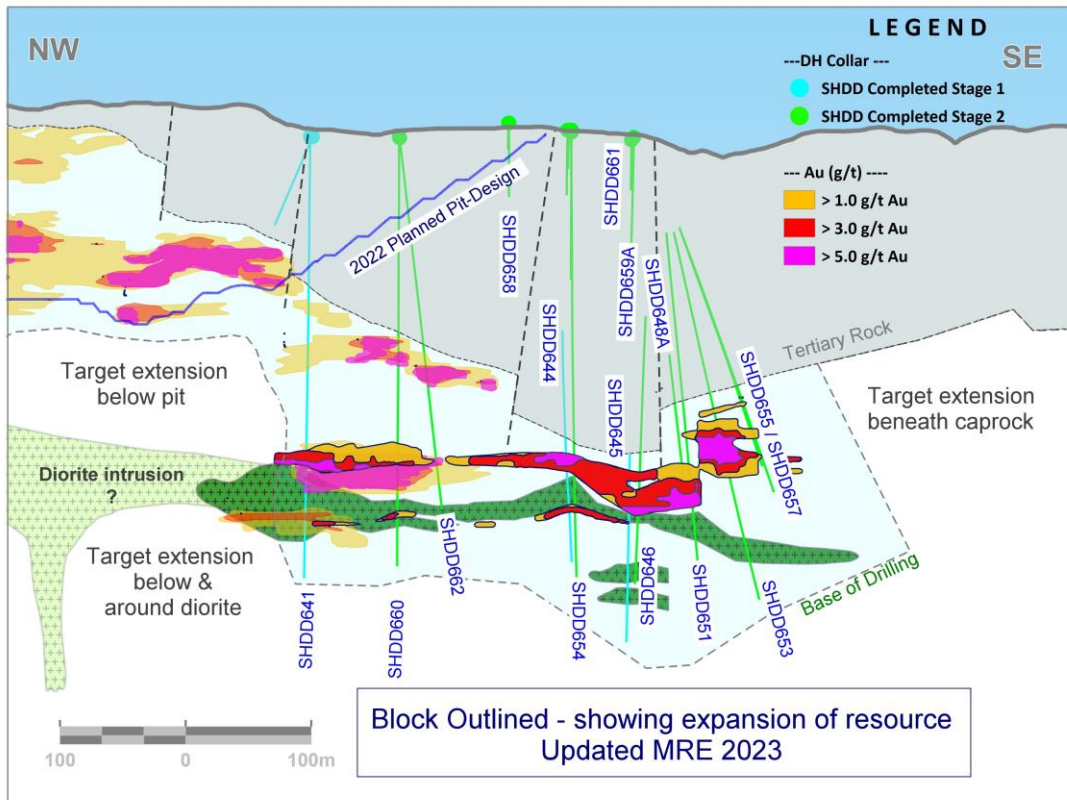 NW
SE
LEGEND
---DH Collar ---
SHDD Completed Stage 1
SHDD Completed Stage 2
--- Au (g/t) ----
> 1.0 g/t Au
> 3.0 g/t Au
> 5.0 g/t Au
2022 Planned Pit-Design
SHDD658
SHDD661
SHDD659A
SHDD648A
SHDD644
SHDD645
SHDD655 / SHDD657
Tertiary Rock
Target extension
below pit
Target extension
beneath caprock
Diorite intrusion
?
Target extension
below &
around diorite
SHDD641
SHDD660
SHDD662
SHDD654
SHDD646
SHDD651
SHDD653
Base of Drilling
100
0
100m
Block Outlined - showing expansion of resource
Updated MRE 2023